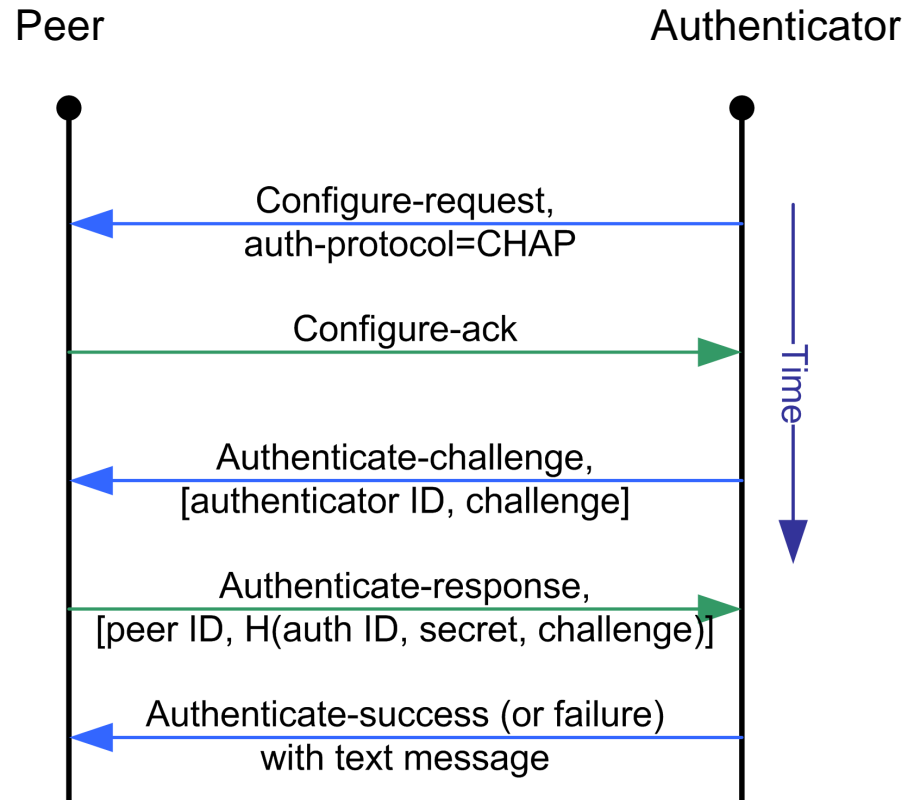 Peer
Authenticator
Configure-request,
auth-protocol=CHAP
Configure-ack
Time
Authenticate-challenge,
[authenticator ID, challenge]
Authenticate-response,
[peer ID, H(auth ID, secret, challenge)]
Authenticate-success (or failure)
with text message